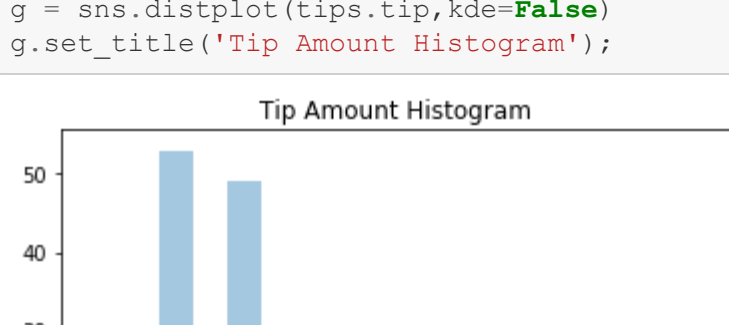 g = sns.distplot(tips.tip,kde=False)
g.set_title('Tip Amount Histogram');
Tip Amount Histogram
50
40